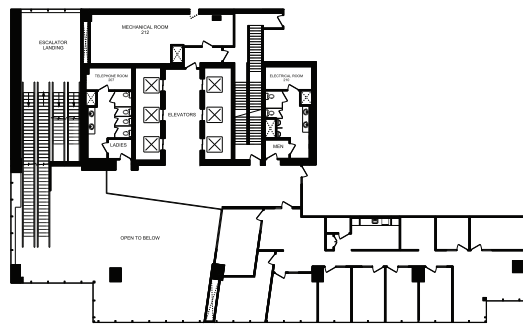 MECHANICAL ROOM
212
ESCALATOR
LANDING
TELEPHONE ROOM
207
ELECTRICAL ROOM
210
ELEVATORS
LADIES
MEN
OPEN TO BELOW